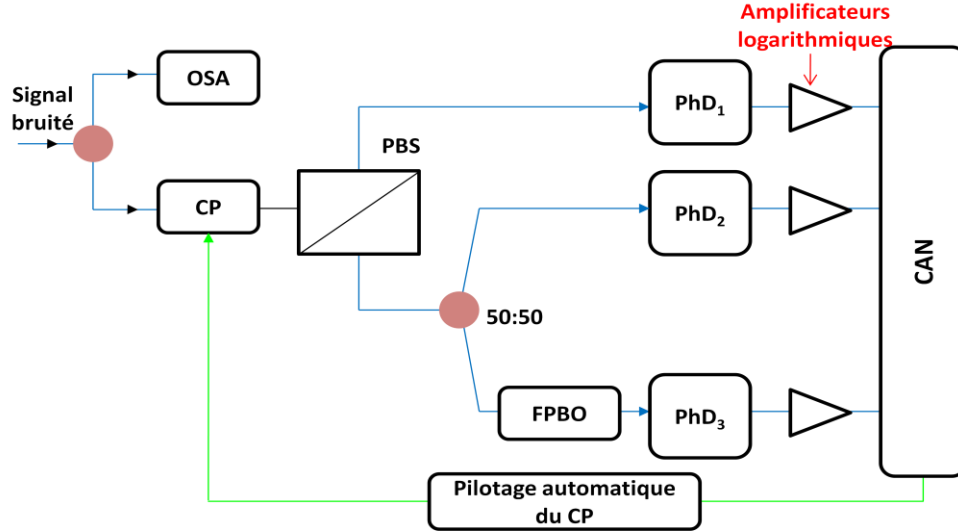 Amplificateurs
logarithmiques
OSA
Signal
bruité
PhD₁
PBS
CP
PhD₂
CAN
50:50
FPBO
PhD₃
Pilotage automatique
du CP